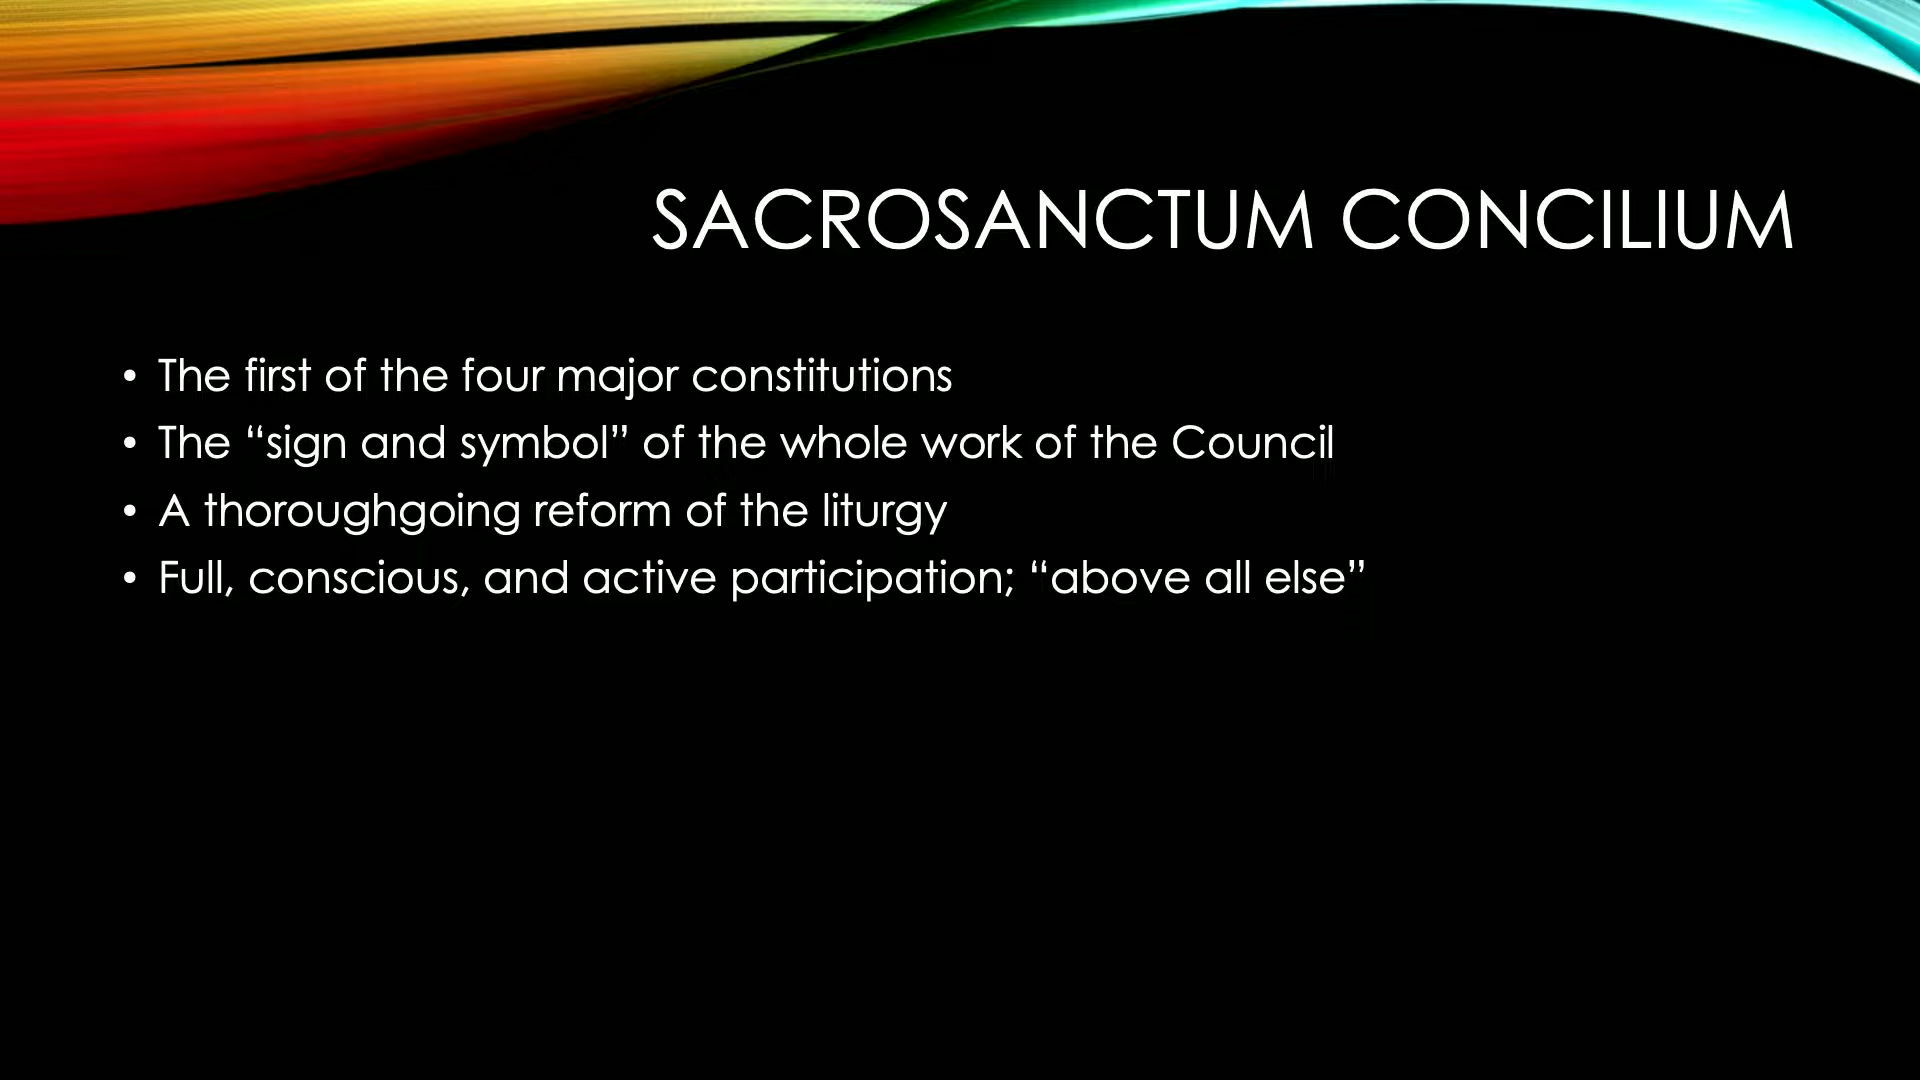 SACROSANCTUM CONCILIUM
• The first of the four major constitutions
• The “sign and symbol” of the whole work of the Council
• A thoroughgoing reform of the liturgy
• Full, conscious, and active participation; “above all else”